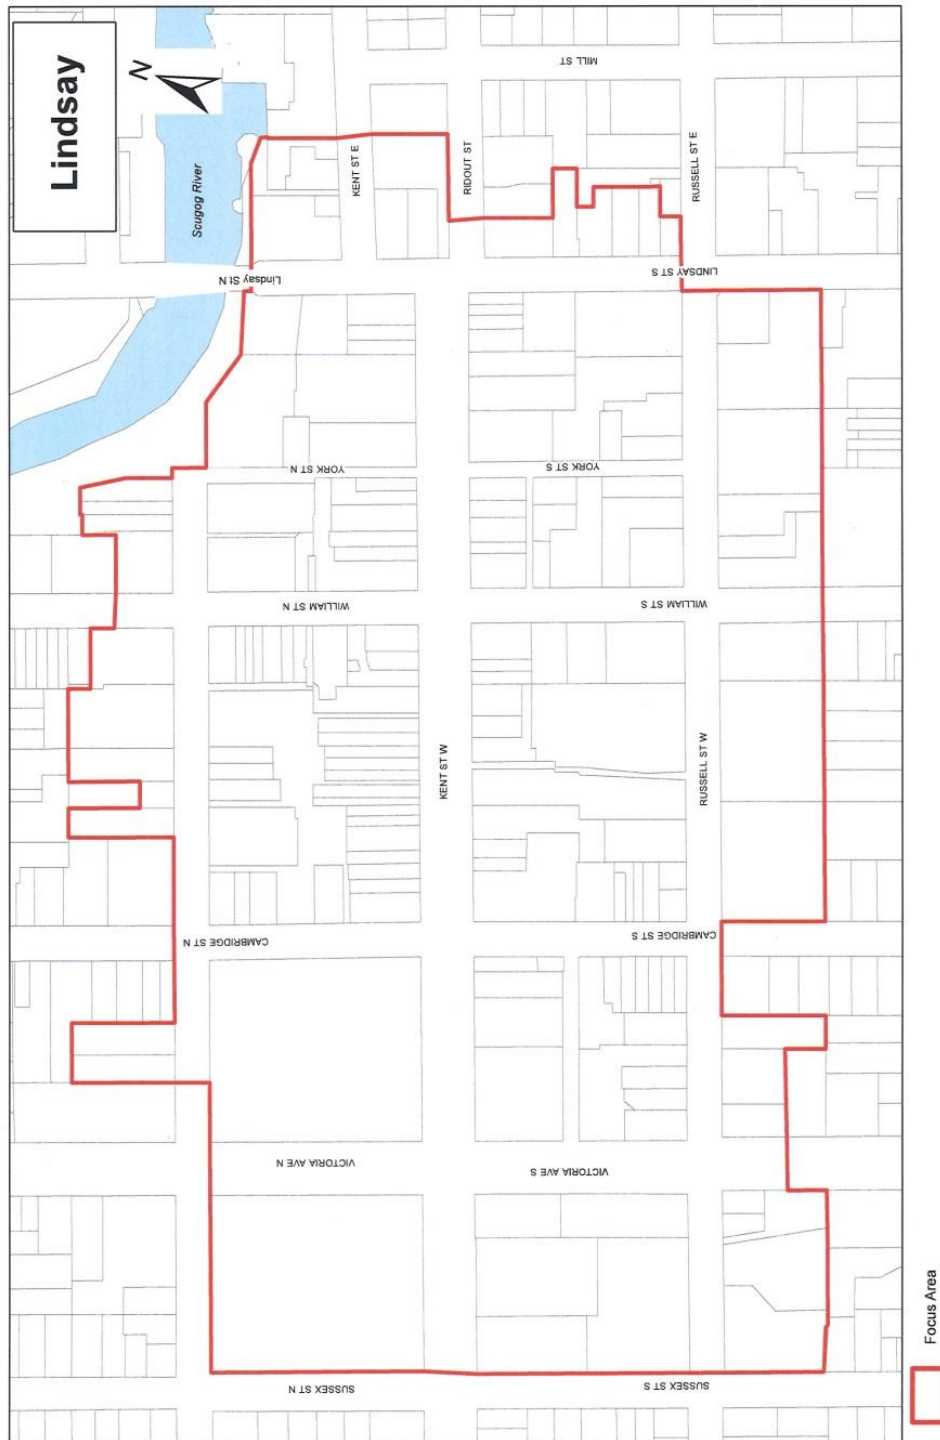 Lindsay
N
Scugog River
MILL ST
KENT ST E
RIDOUT ST
RUSSELL ST E
Lindsay St N
LINDSAY ST S
YORK ST N
YORK ST S
WILLIAM ST N
WILLIAM ST S
KENT ST W
RUSSELL ST W
CAMBRIDGE ST N
CAMBRIDGE ST S
VICTORIA AVE N
VICTORIA AVE S
SUSSEX ST N
SUSSEX ST S
Focus Area